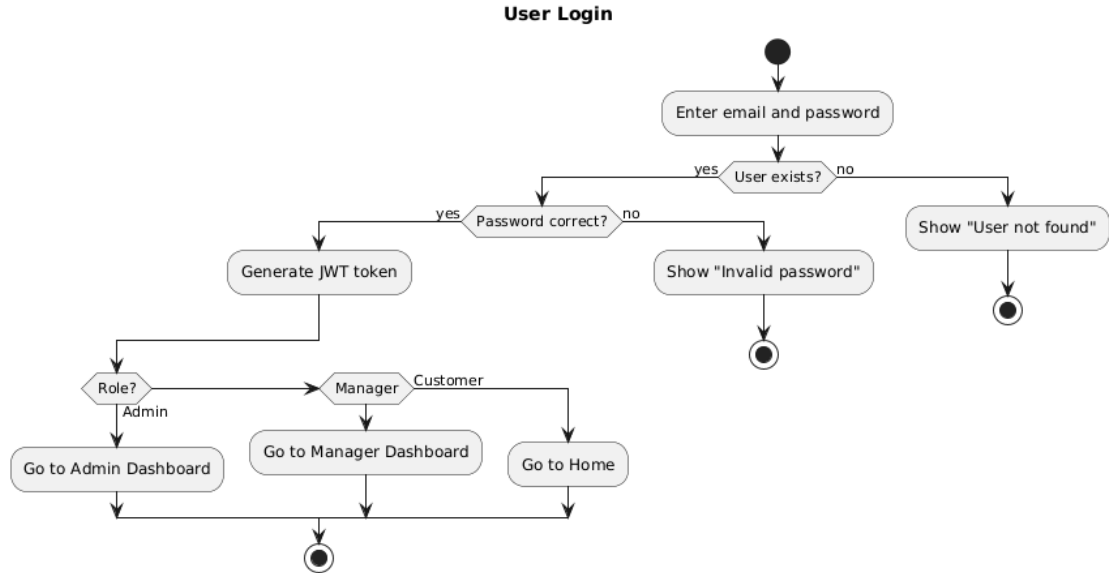 User Login
Enter email and password
yes
User exists?
no
yes
Password correct?
no
Show "User not found"
Generate JWT token
Show "Invalid password"
Role?
Manager
Customer
Admin
Go to Admin Dashboard
Go to Manager Dashboard
Go to Home